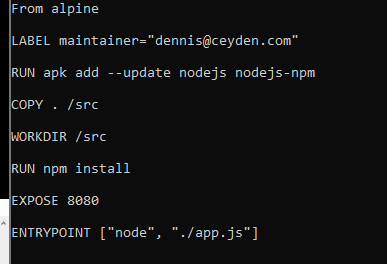 From alpine
LABEL maintainer="dennis@ceyden.com"
RUN apk add --update nodejs nodejs-npm
COPY . /src
WORKDIR /src
RUN npm install
EXPOSE 8080
ENTRYPOINT ["node", "./app.js"]